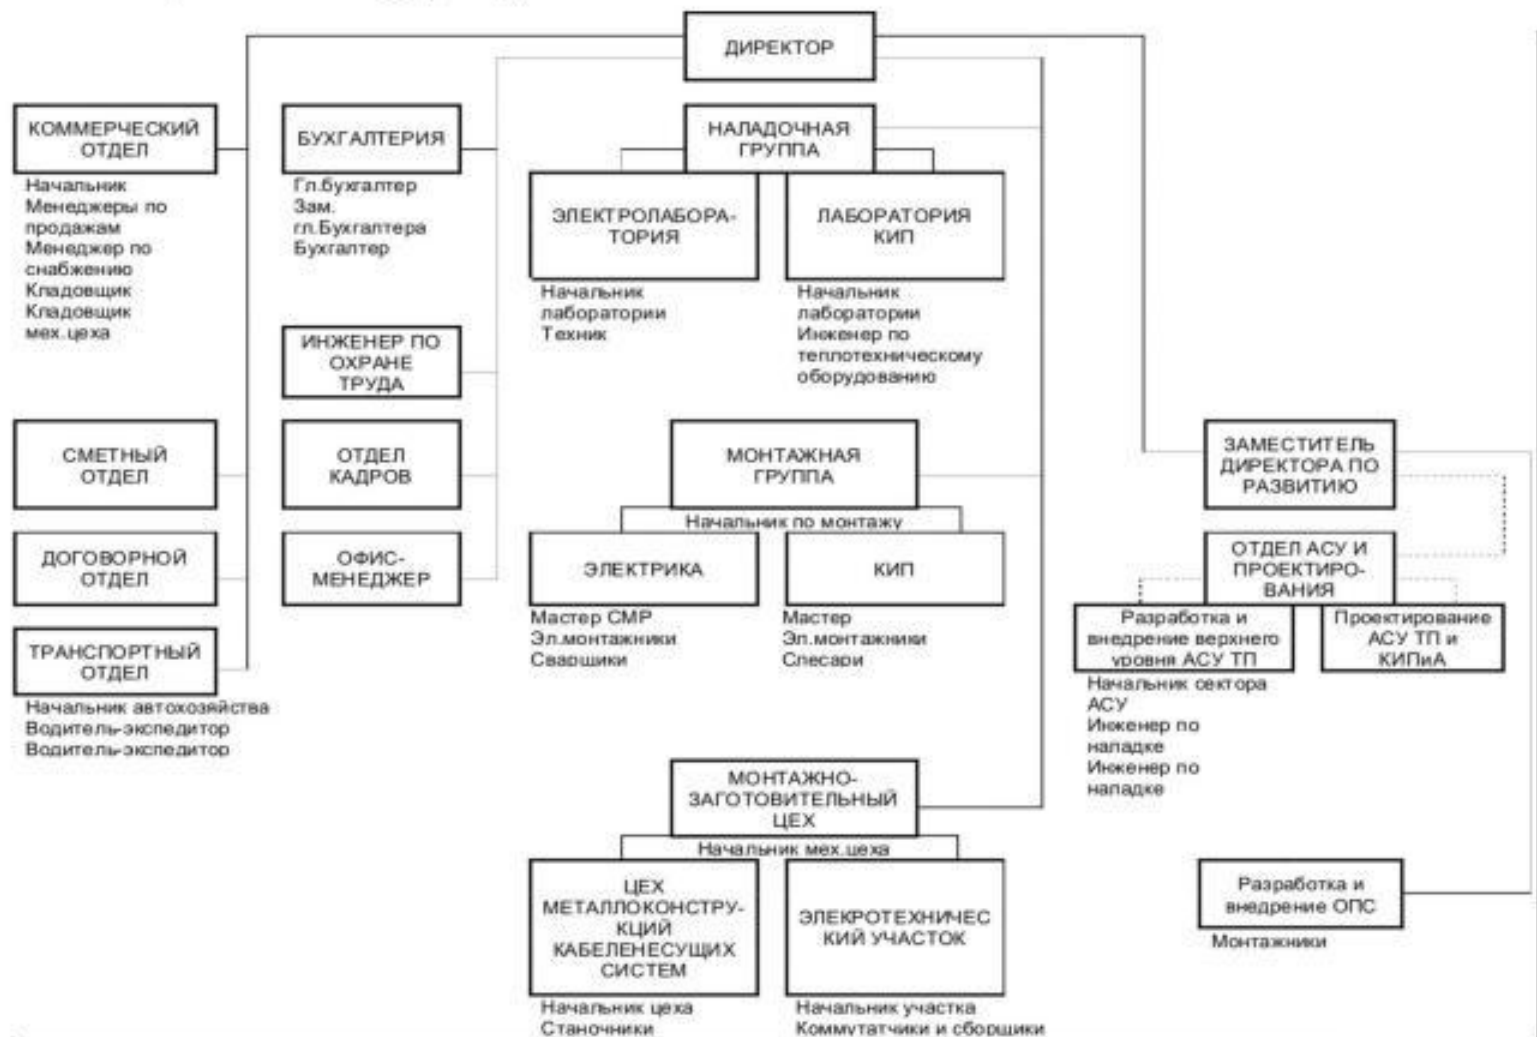 ДИРЕКТОР
КОММЕРЧЕСКИЙ
ОТДЕЛ
Начальник
Менеджеры по
продажам
Менеджер по
снабжению
Кладовщик
Кладовщик
мех.цеха
БУХГАЛТЕРИЯ
Гл.бухгалтер
Зам.
гл.Бухгалтера
Бухгалтер
НАЛАДОЧНАЯ
ГРУППА
ЭЛЕКТРОЛАБОРА-
ТОРИЯ
Начальник
лаборатории
Техник
ЛАБОРАТОРИЯ
КИП
Начальник
лаборатории
Инженер по
теплотехническому
оборудованию
ИНЖЕНЕР ПО
ОХРАНЕ
ТРУДА
СМЕТНЫЙ
ОТДЕЛ
ОТДЕЛ
КАДРОВ
МОНТАЖНАЯ
ГРУППА
Начальник по монтажу
ЗАМЕСТИТЕЛЬ
ДИРЕКТОРА ПО
РАЗВИТИЮ
ДОГОВОРНОЙ
ОТДЕЛ
ОФИС-
МЕНЕДЖЕР
ЭЛЕКТРИКА
Мастер СМР
Эл.монтажники
Сварщики
КИП
Мастер
Эл.монтажники
Слесари
ОТДЕЛ АСУ И
ПРОЕКТИРО-
ВАНИЯ
Разработка и
внедрение верхнего
уровня АСУ ТП
Начальник сектора
АСУ
Инженер по
наладке
Инженер по
наладке
Проектирование
АСУ ТП и
КИПиА
ТРАНСПОРТНЫЙ
ОТДЕЛ
Начальник автохозяйства
Водитель-экспедитор
Водитель-экспедитор
МОНТАЖНО-
ЗАГОТОВИТЕЛЬНЫЙ
ЦЕХ
Начальник мех.цеха
ЦЕХ
МЕТАЛЛОКОНСТРУ-
КЦИЙ
КАБЕЛЕНЕСУЩИХ
СИСТЕМ
Начальник цеха
Станочники
ЭЛЕКРОТЕХНИЧЕС
КИЙ УЧАСТОК
Начальник участка
Коммутатчики и сборщики
Разработка и
внедрение ОПС
Монтажники